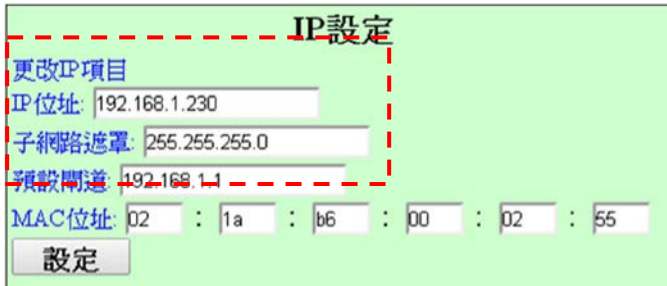 IP設定
更改IP項目
IP位址: 192.168.1.230
子網路遮罩: 255.255.255.0
預設閘道: 192.168.1.1
MAC位址: 02 : 1a : b6 : 00 : 02 : 55
設定